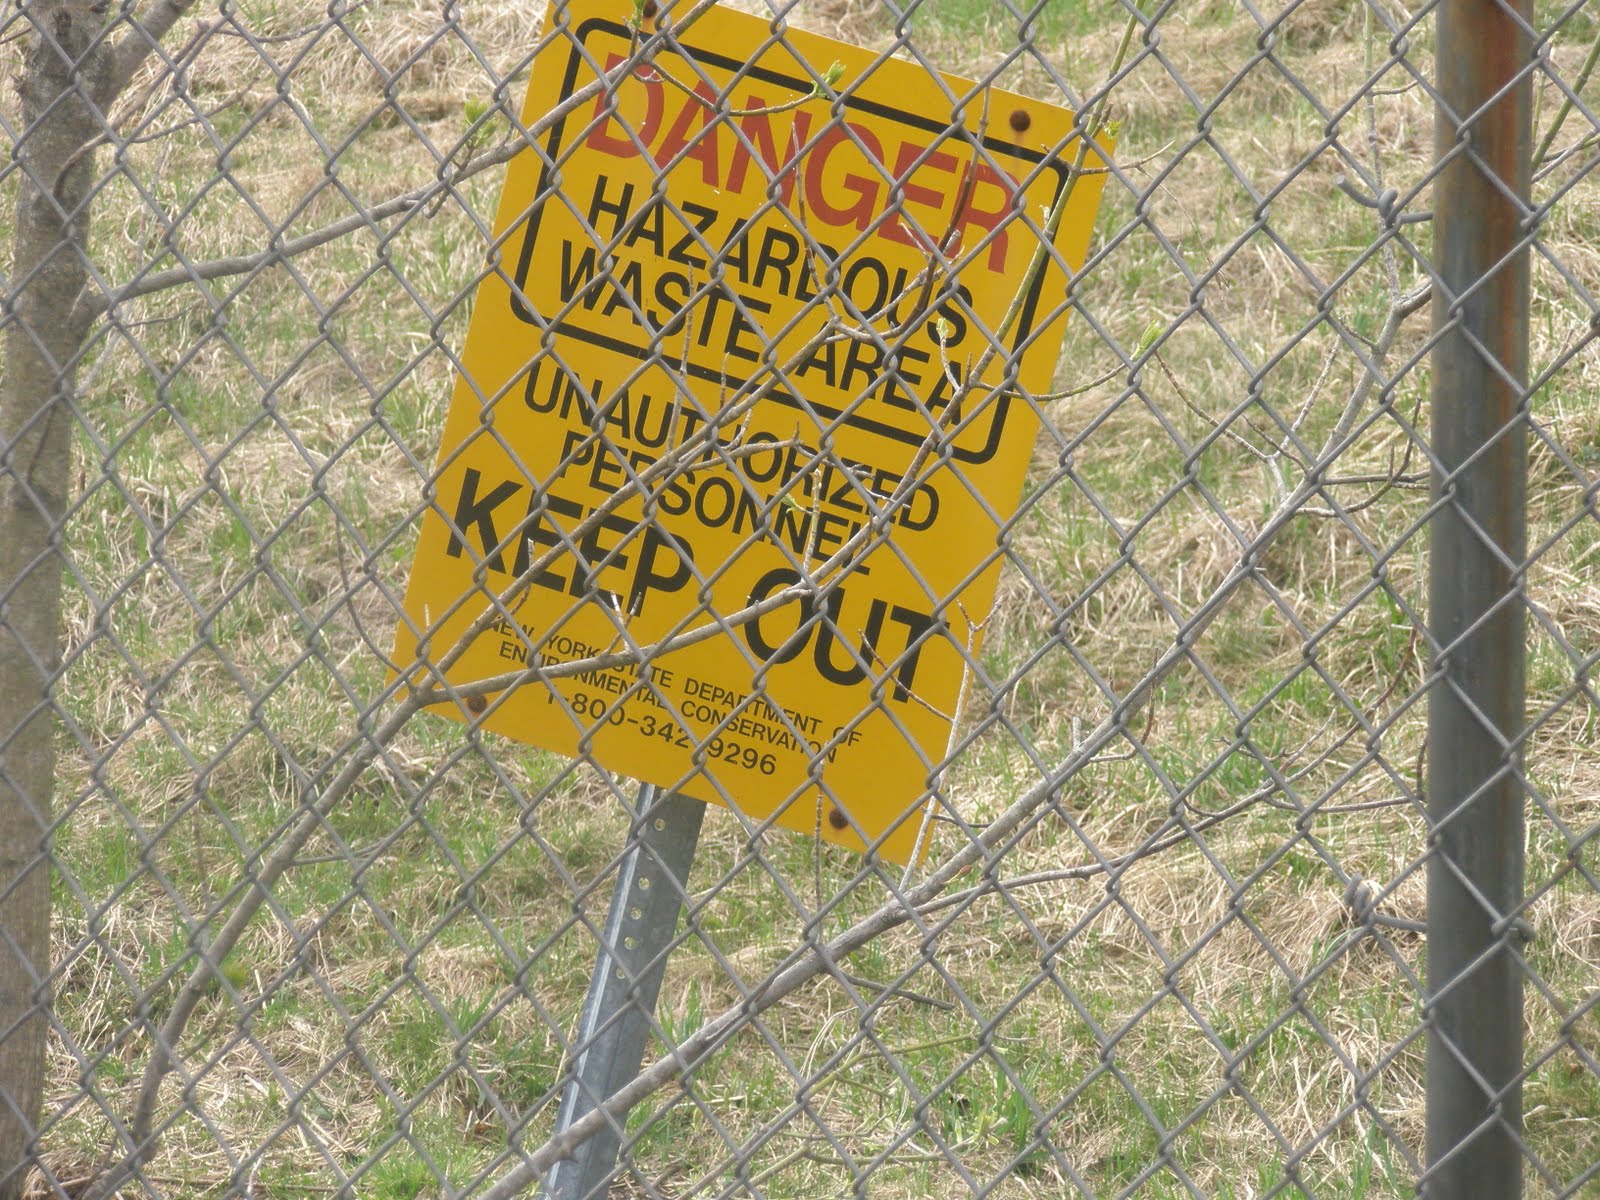 DANGER
HAZARDOUS
WASTE AREA
UNAUTHORIZED
PERSONNEL
KEEP OUT
NEW YORK STATE DEPARTMENT OF
ENVIRONMENTAL CONSERVATION
1-800-342-9296